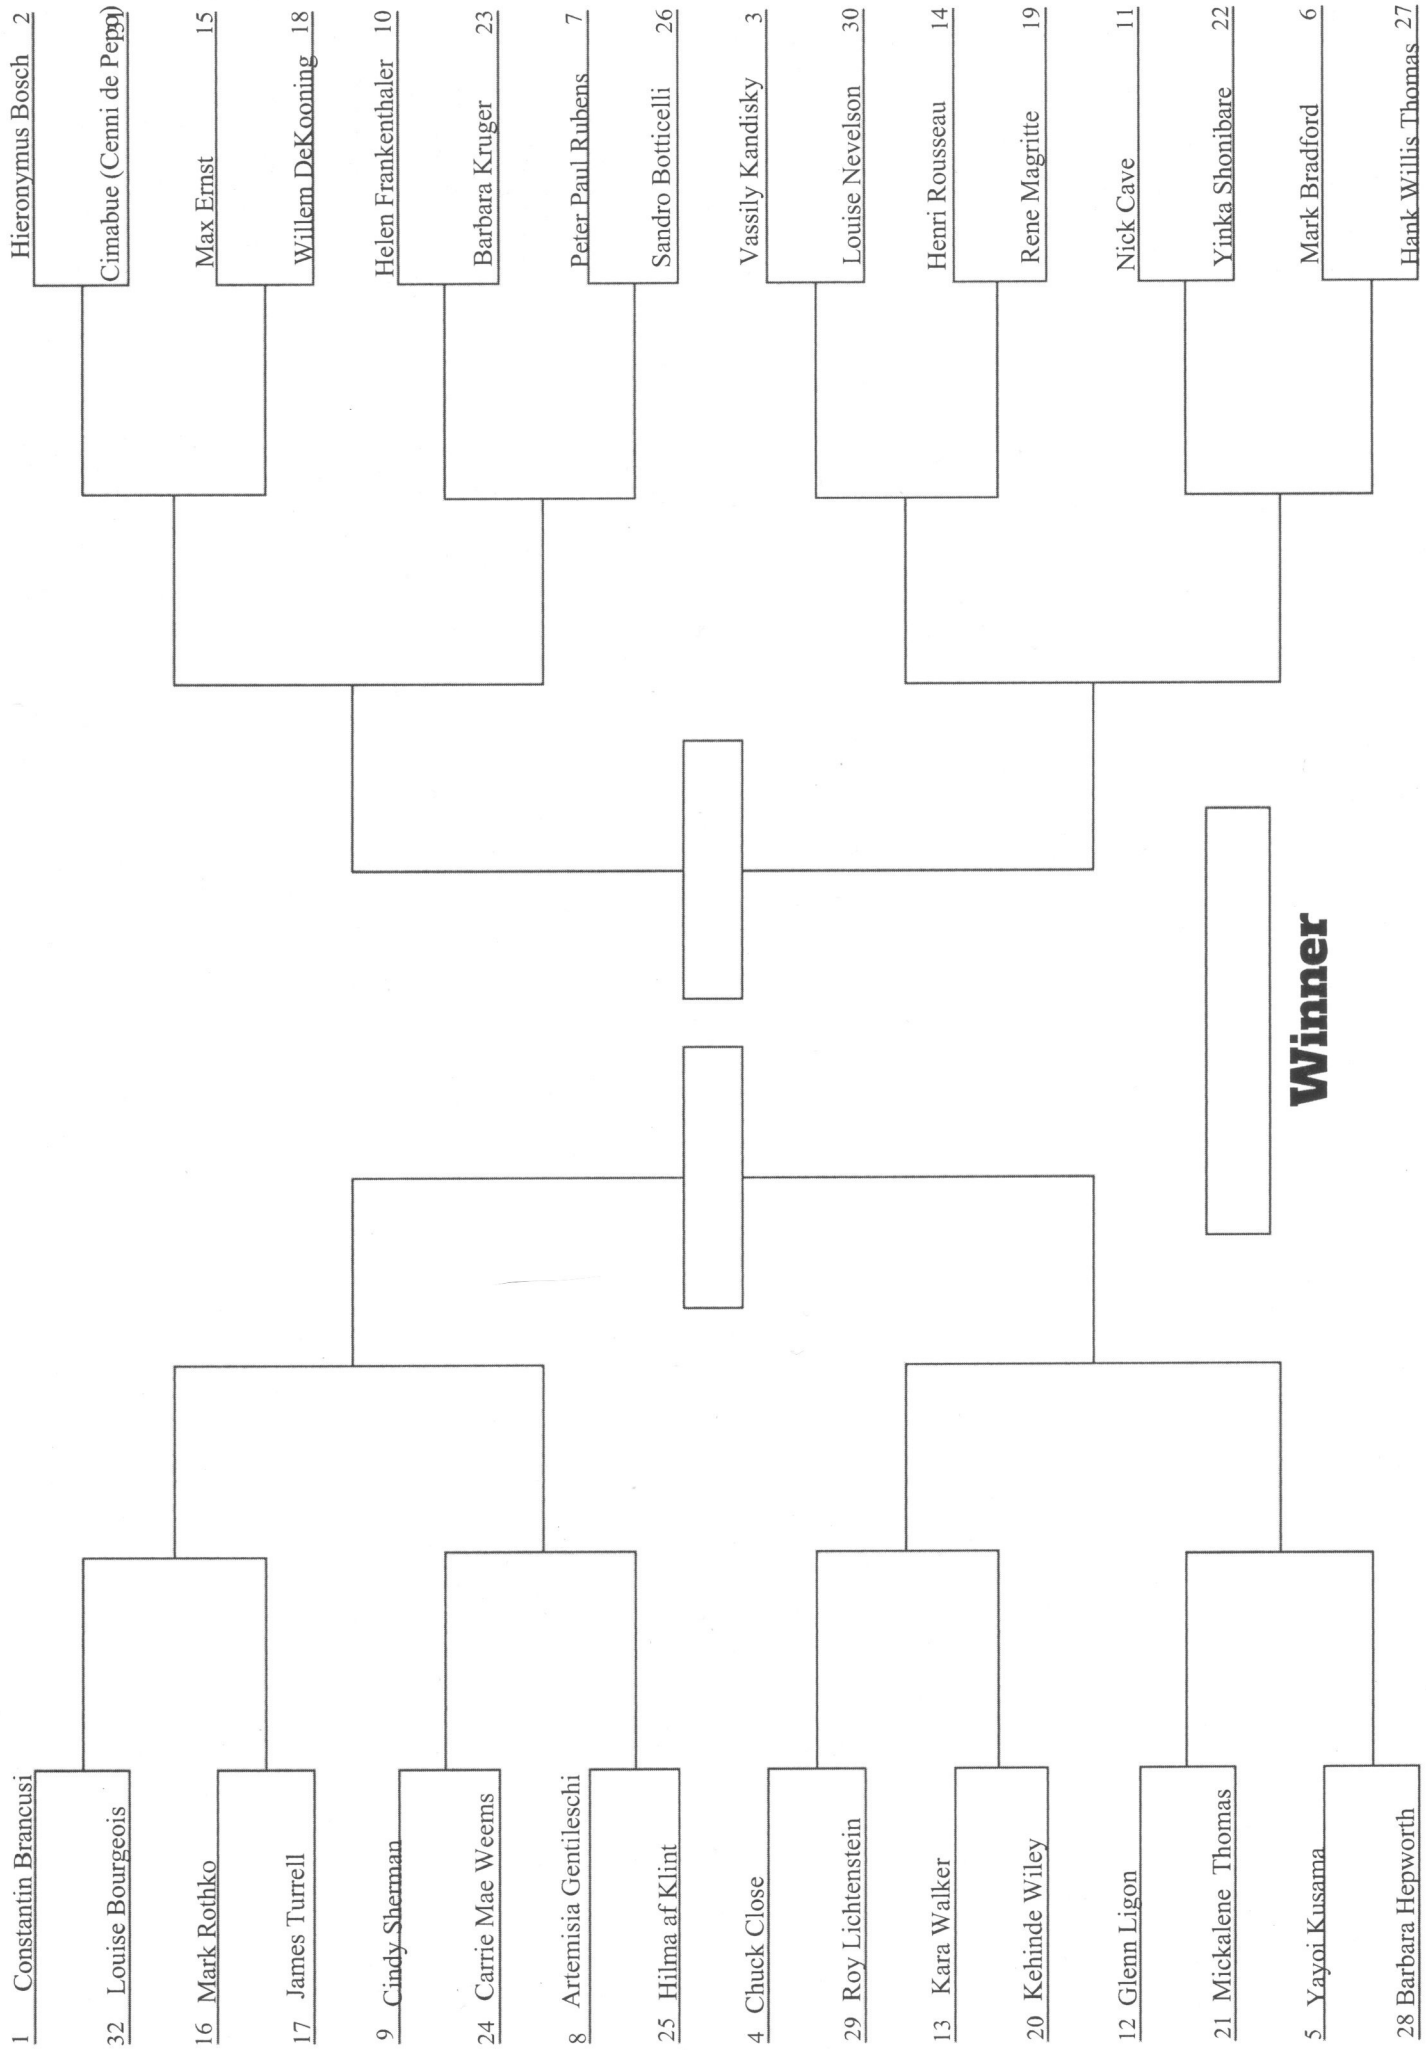 1 Constantin Brancusi
32 Louise Bourgeois
16 Mark Rothko
17 James Turrell
9 Cindy Sherman
24 Carrie Mae Weems
8 Artemisia Gentileschi
25 Hilma af Klint
4 Chuck Close
29 Roy Lichtenstein
13 Kara Walker
20 Kehinde Wiley
12 Glenn Ligon
21 Mickalene Thomas
5 Yayoi Kusama
28 Barbara Hepworth
Winner
Hieronymus Bosch 2
Cimabue (Cenni de Pepo) 31
Max Ernst 15
Willem DeKooning 18
Helen Frankenthaler 10
Barbara Kruger 23
Peter Paul Rubens 7
Sandro Botticelli 26
Vassily Kandisky 3
Louise Nevelson 30
Henri Rousseau 14
Rene Magritte 19
Nick Cave 11
Yinka Shonibare 22
Mark Bradford 6
Hank Willis Thomas 27